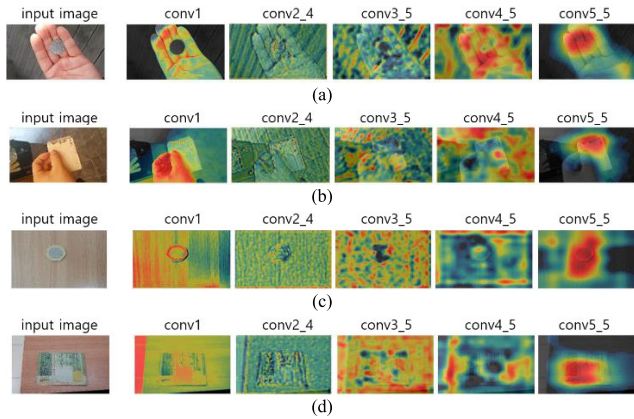 input image conv1 conv2_4 conv3_5 conv4_5 conv5_5
(a)
input image conv1 conv2_4 conv3_5 conv4_5 conv5_5
(b)
input image conv1 conv2_4 conv3_5 conv4_5 conv5_5
(c)
input image conv1 conv2_4 conv3_5 conv4_5 conv5_5
(d)